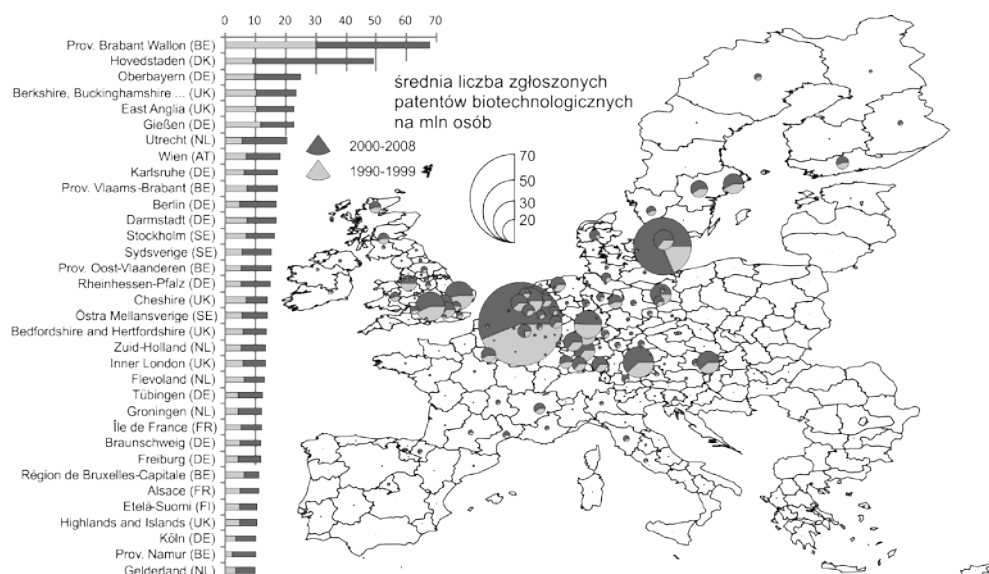 0 10 20 30 40 50 60 70
Prov. Brabant Wallon (BE)
Hovedstaden (DK)
Oberbayern (DE)
Berkshire, Buckinghamshire ... (UK)
East Anglia (UK)
Gießen (DE)
Utrecht (NL)
Wien (AT)
Karlsruhe (DE)
Prov. Vlaams-Brabant (BE)
Berlin (DE)
Darmstadt (DE)
Stockholm (SE)
Sydsverige (SE)
Prov. Oost-Vlaanderen (BE)
Rheinhessen-Pfalz (DE)
Cheshire (UK)
Östra Mellansverige (SE)
Bedfordshire and Hertfordshire (UK)
Zuid-Holland (NL)
Inner London (UK)
Flevoland (NL)
Tübingen (DE)
Groningen (NL)
Île de France (FR)
Braunschweig (DE)
Freiburg (DE)
Région de Bruxelles-Capitale (BE)
Alsace (FR)
Etelä-Suomi (FI)
Highlands and Islands (UK)
Köln (DE)
Prov. Namur (BE)
Gelderland (NL)
średnia liczba zgłoszonych
patentów biotechnologicznych
na mln osób
2000-2008
1990-1999
70
50
30
20